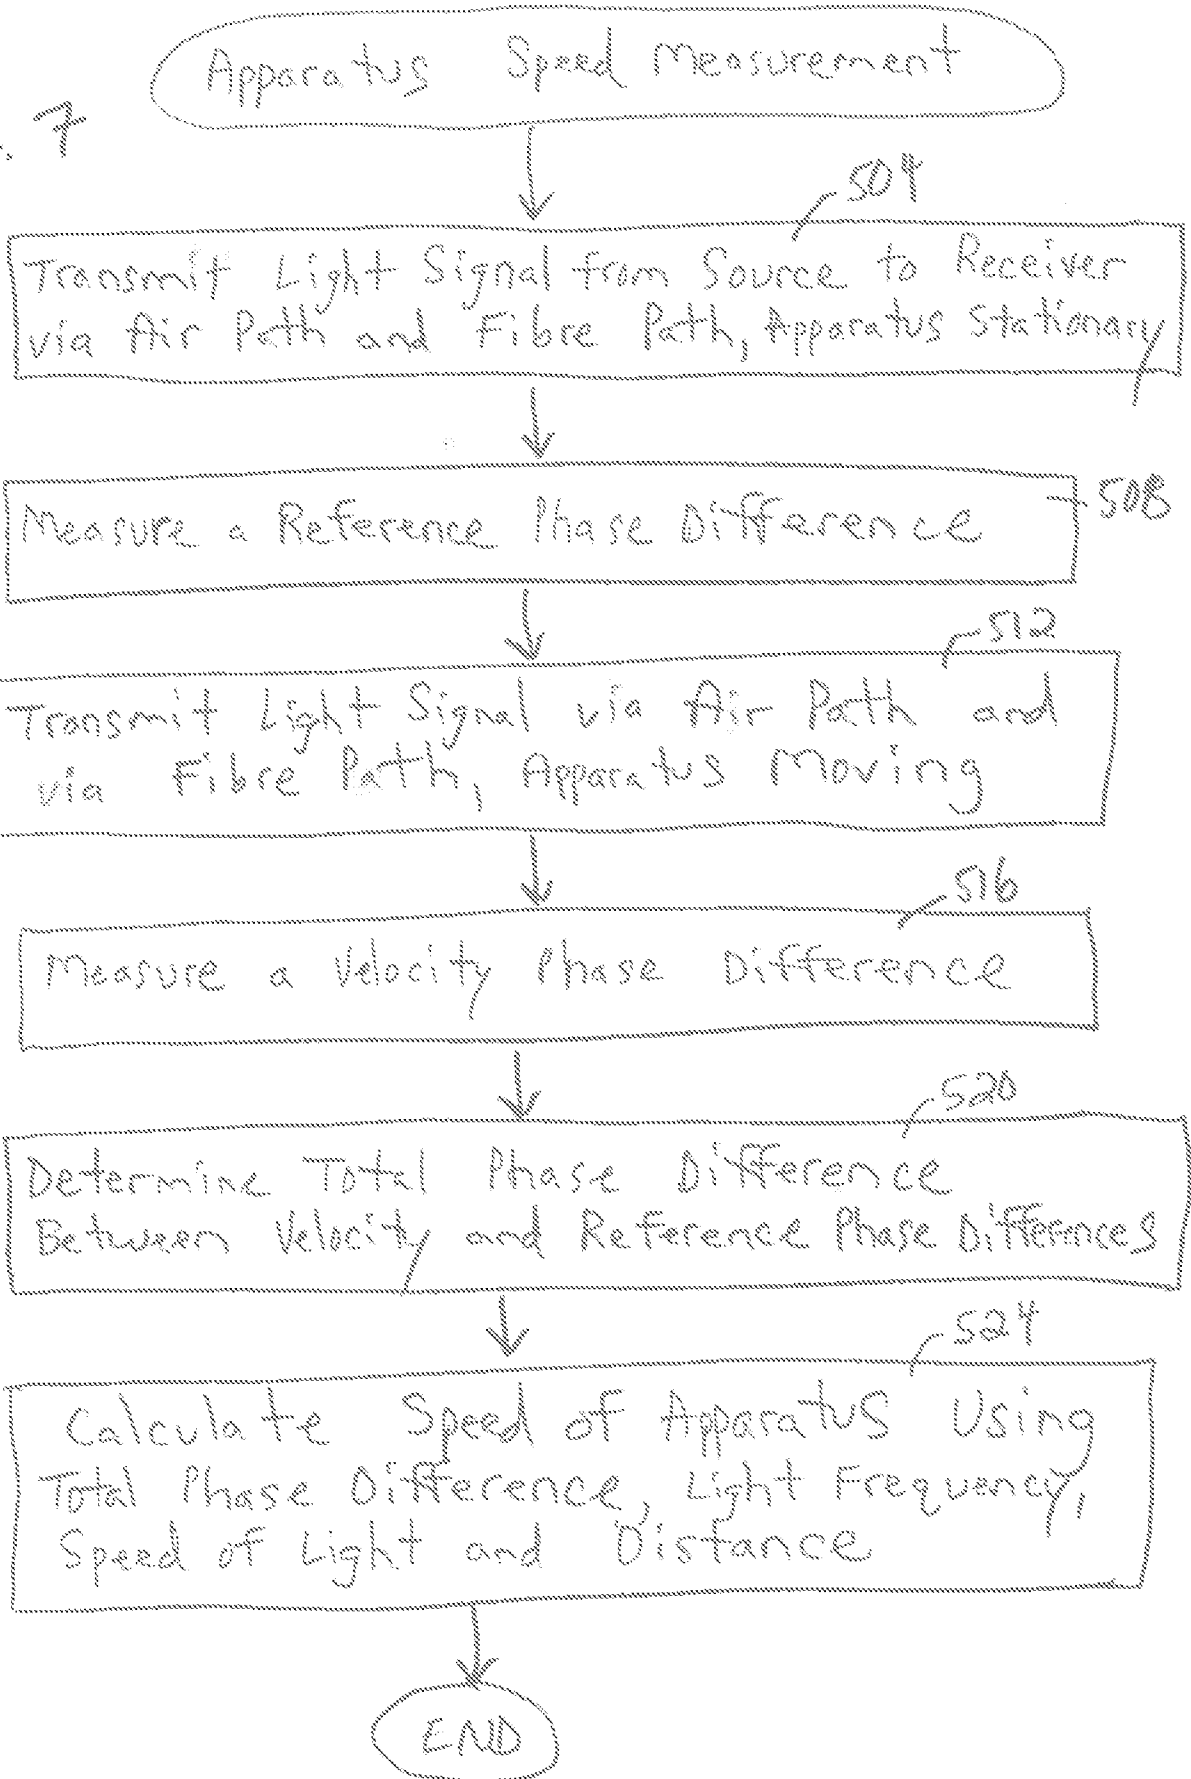 Apparatus Speed Measurement
. 7
504
Transmit Light Signal from Source to Receiver
via Air Path and Fibre Path, Apparatus Stationary
508
Measure a Reference Phase Difference
512
Transmit Light Signal via Air Path and
via Fibre Path, Apparatus Moving
516
Measure a Velocity Phase Difference
520
Determine Total Phase Difference
Between Velocity and Reference Phase Differences
524
Calculate Speed of Apparatus Using
Total Phase Difference, Light Frequency,
Speed of Light and Distance
END